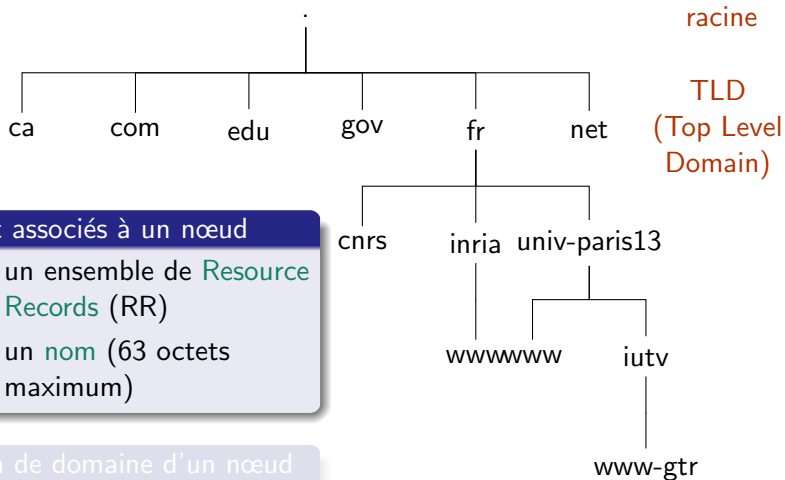 .
racine
ca com edu gov fr net
TLD
(Top Level
Domain)
associés à un nœud
un ensemble de Resource
Records (RR)
un nom (63 octets
maximum)
cnrs inria univ-paris13
www www iutv
de domaine d'un nœud
www-gtr